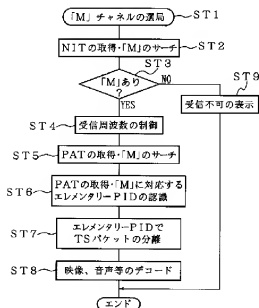 「M」チャネルの選局
ST1
NITの取得・「M」のサーチ
ST2
ST3
「M」あり
?
NO
YES
ST9
受信不可の表示
ST4
受信周波数の制御
ST5
PATの取得・「M」のサーチ
ST6
PATの取得・「M」に対応する
エレメンタリーPIDの認識
ST7
エレメンタリーPIDで
TSパケットの分離
ST8
映像、音声等のデコード
エンド